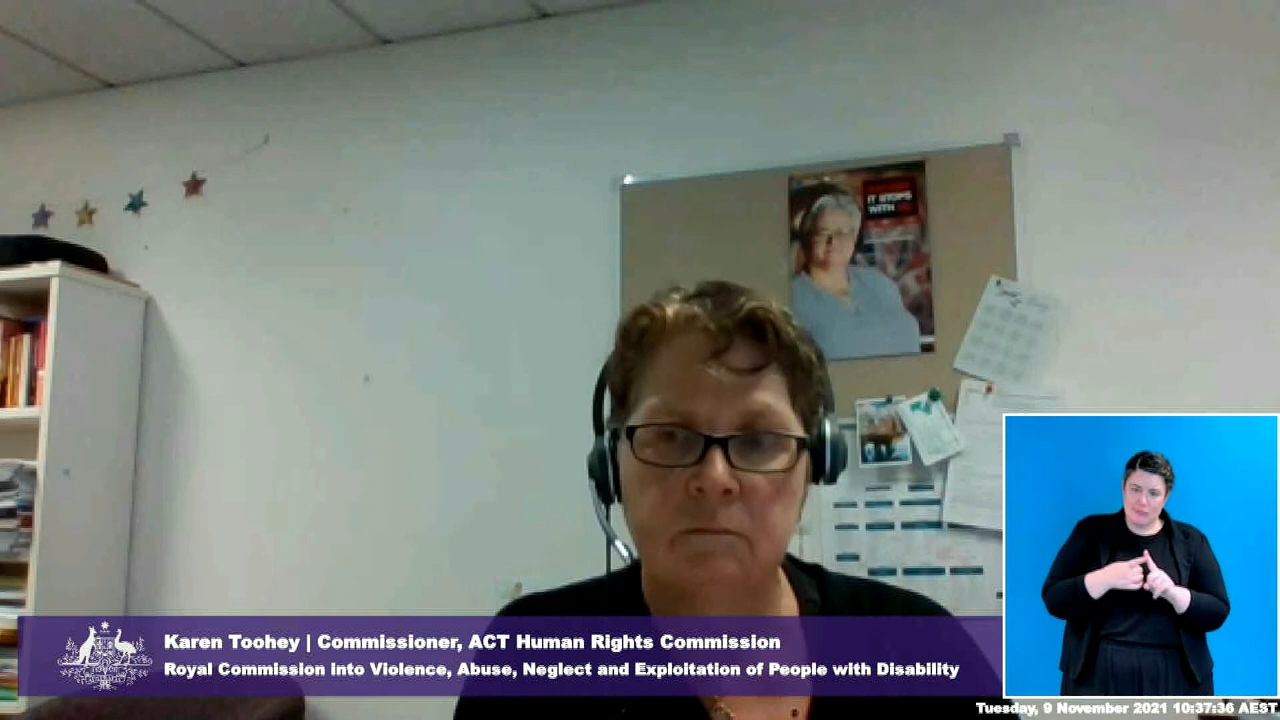 IT STOPS
WITH
Karen Toohey | Commissioner, ACT Human Rights Commission
Royal Commission into Violence, Abuse, Neglect and Exploitation of People with Disability
Tuesday, 9 November 2021 10:37:36 AEST